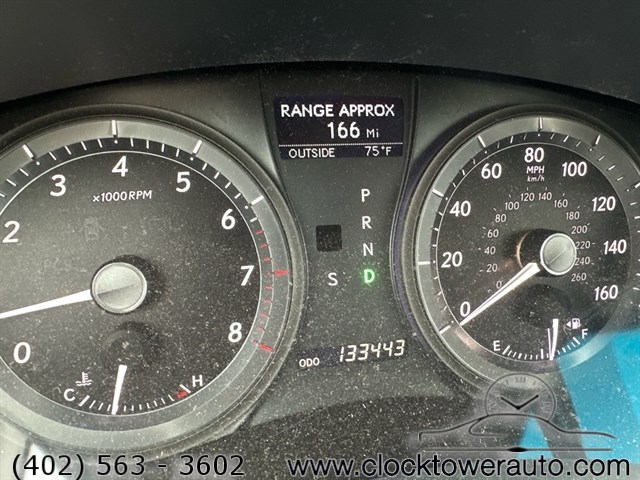 RANGE APPROX
166 Mi
OUTSIDE 75°F
0 2 3 4 5 6 7 8
x1000RPM
C H
P
R
N
S D
ODO 133443
0 20 40 60 80 100 120 140 160
MPH
km/h
0 20 40 60 80 100 120 140 160 180 200 220 240 260
E F
(402) 563 - 3602 www.clocktowerauto.com